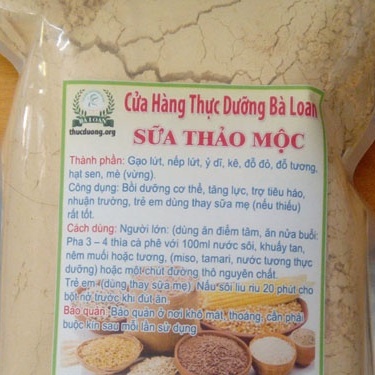 Cửa Hàng Thực Dưỡng Bà Loan
BÀ LOAN
thucduong.org
SỮA THẢO MỘC
Thành phần: Gạo lứt, nếp lứt, ý dĩ, kê, đỗ đỏ, đỗ tương,
hạt sen, mè (vừng).
Công dụng: Bồi dưỡng cơ thể, tăng lực, trợ tiêu háo,
nhuận trường, trẻ em dùng thay sữa mẹ (nếu thiếu)
rất tốt.
Cách dùng: Người lớn: (dùng ăn điểm tâm, ăn nửa buổi:
Pha 3 – 4 thìa cà phê với 100ml nước sôi, khuấy tan,
nêm muối hoặc tương, (miso, tamari, nước tương thực
dưỡng) hoặc một chút đường thô nguyên chất.
Trẻ em (dùng thay sữa mẹ) Nấu sôi liu riu 20 phút cho
bột nở trước khi đút ăn.
Bảo quản: Bảo quản ở nơi khô mát, thoáng, cần phải
buộc kín sau mỗi lần sử dụng